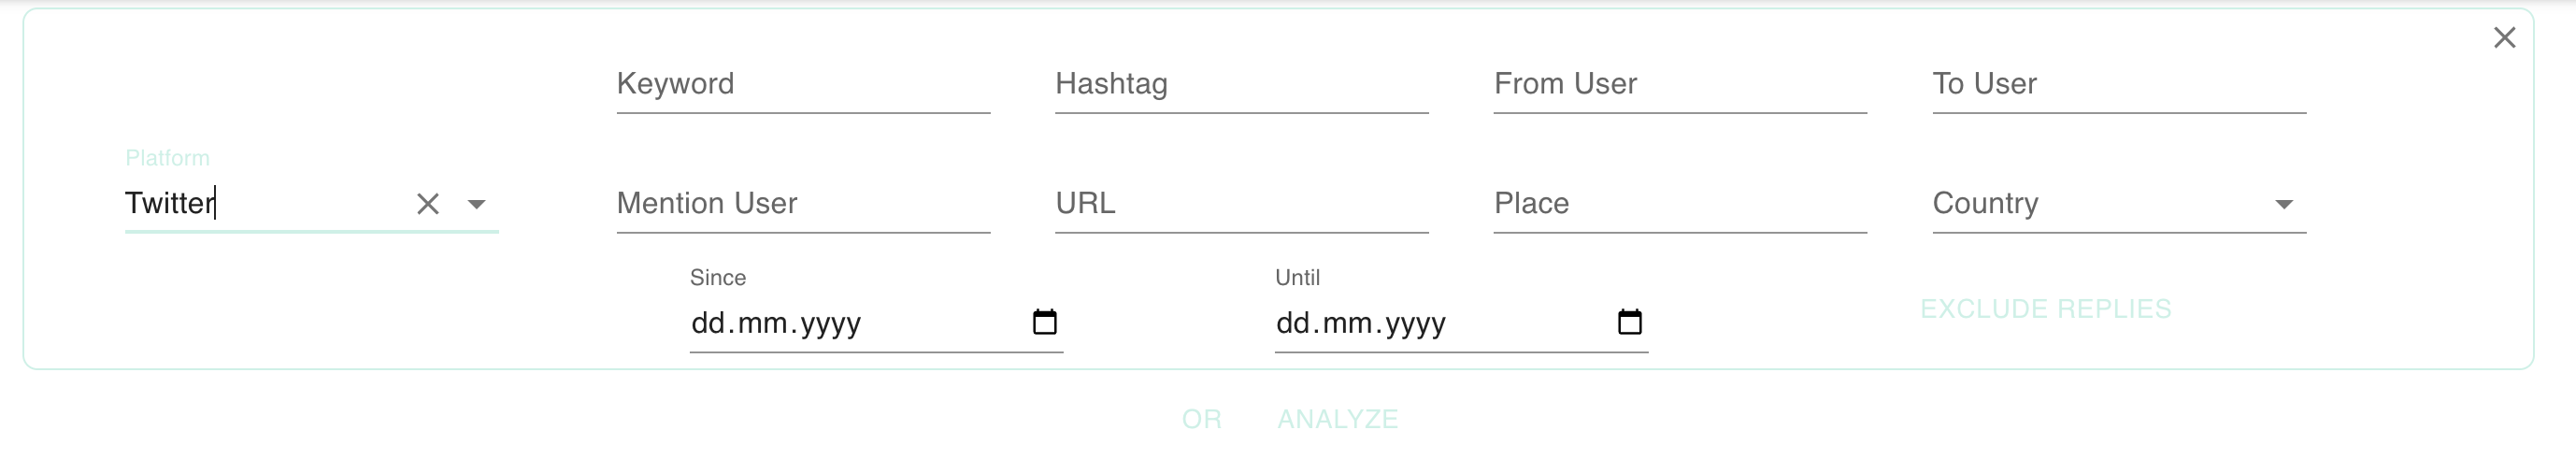 Keyword Hashtag From User To User
Platform
Twitter Mention User URL Place Country
Since Until
dd.mm.yyyy dd.mm.yyyy EXCLUDE REPLIES
OR ANALYZE